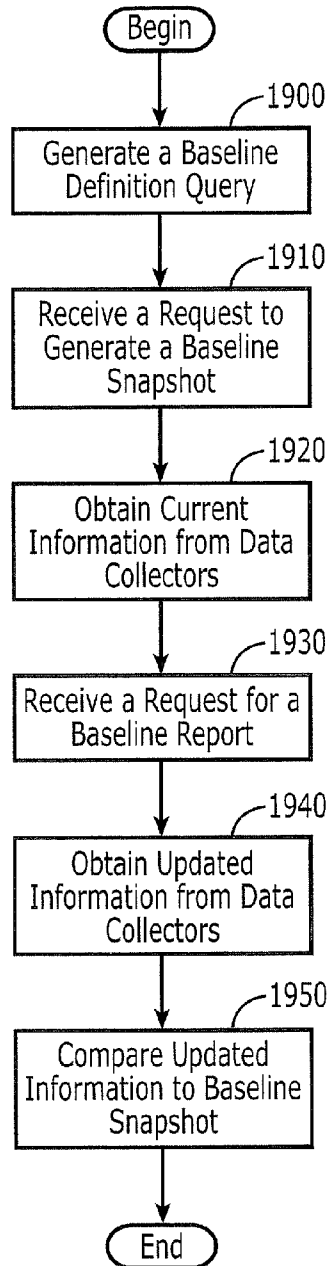 Begin
1900
Generate a Baseline
Definition Query
1910
Receive a Request to
Generate a Baseline
Snapshot
1920
Obtain Current
Information from Data
Collectors
1930
Receive a Request for a
Baseline Report
1940
Obtain Updated
Information from Data
Collectors
1950
Compare Updated
Information to Baseline
Snapshot
End